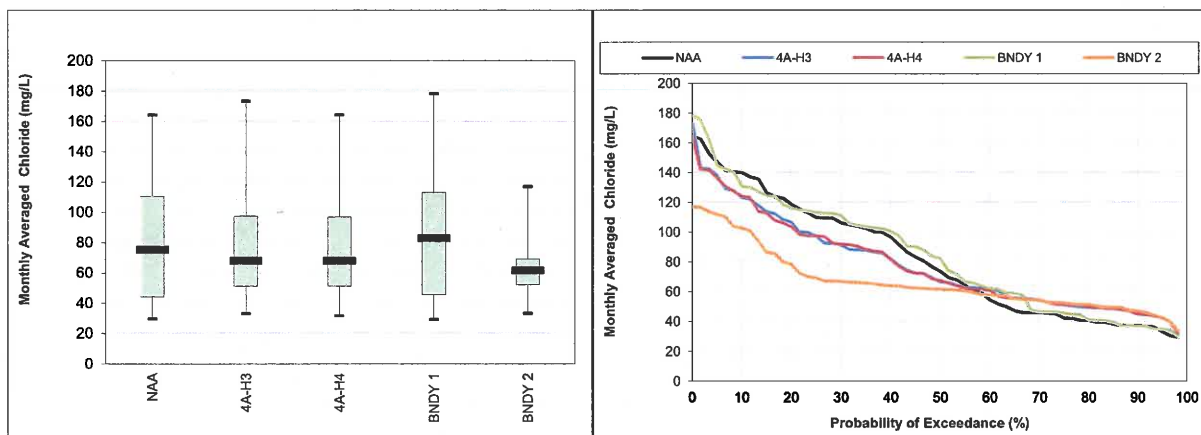 Monthly Averaged Chloride (mg/L)
200
180
160
140
120
100
80
60
40
20
0
NAA
4A-H3
4A-H4
BNDY 1
BNDY 2
NAA 4A-H3 4A-H4 BNDY 1 BNDY 2
Monthly Averaged Chloride (mg/L)
200
180
160
140
120
100
80
60
40
20
0
0 10 20 30 40 50 60 70 80 90 100
Probability of Exceedance (%)